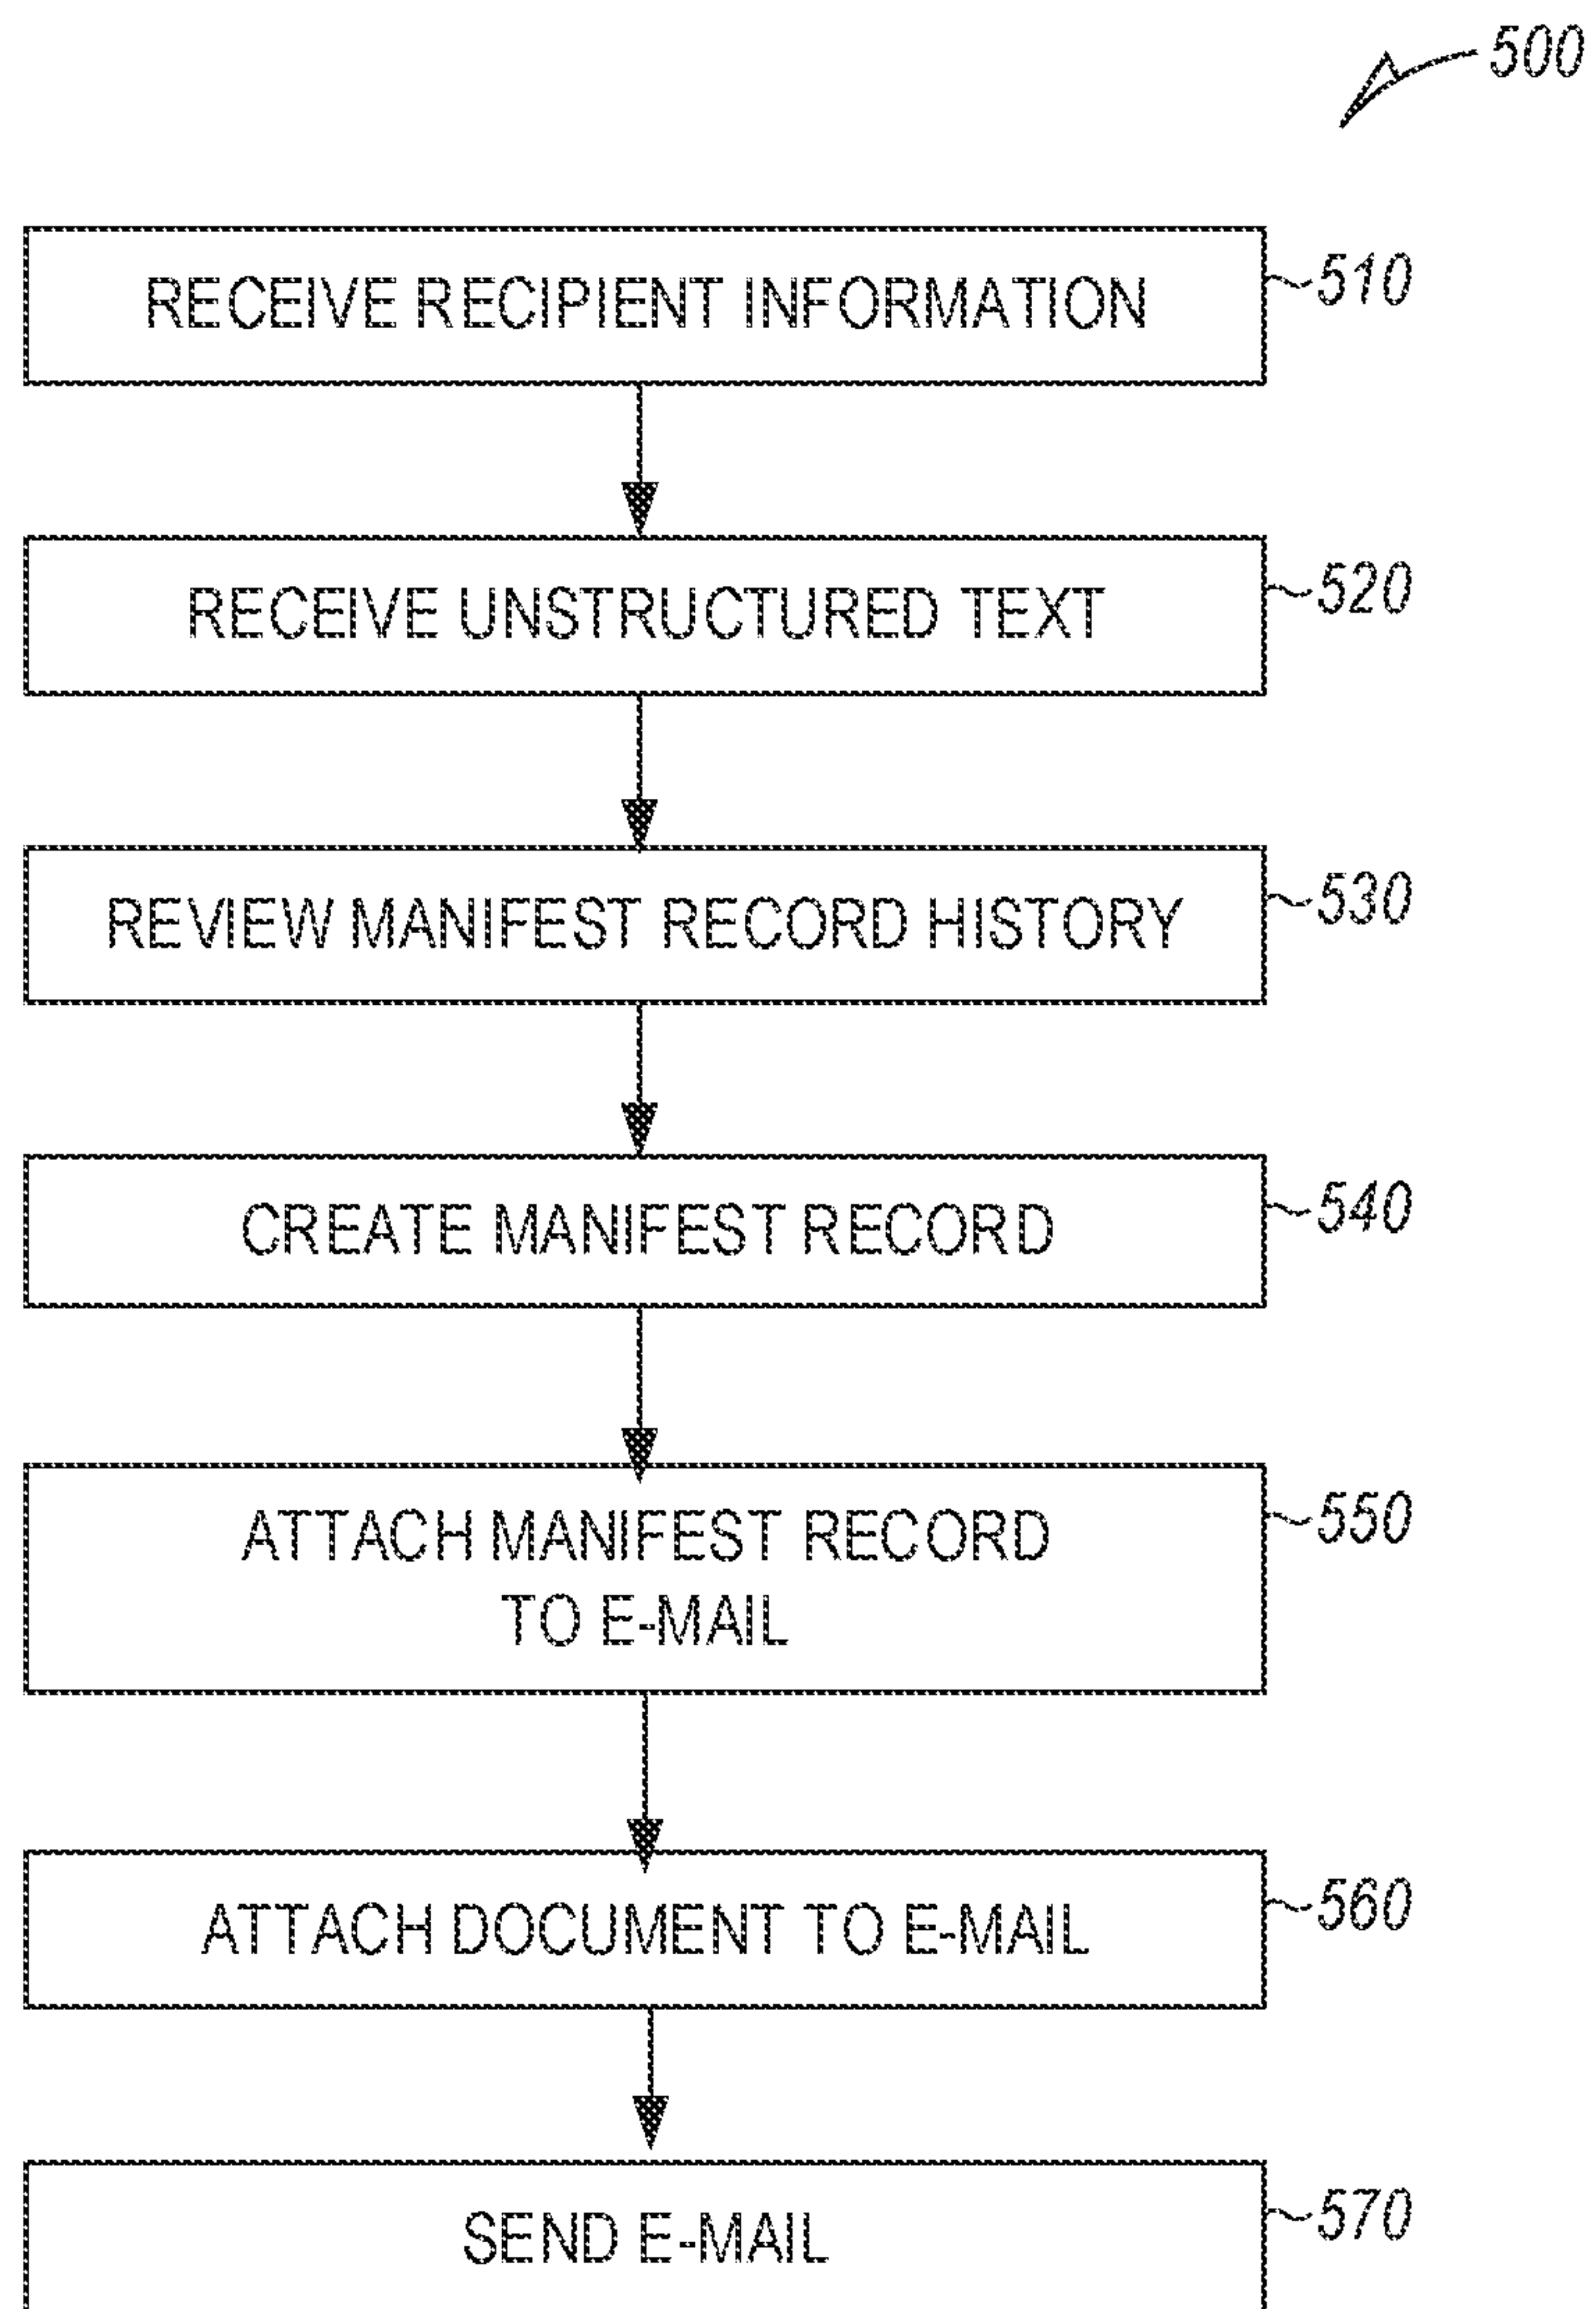 500
RECEIVE RECIPIENT INFORMATION
510
RECEIVE UNSTRUCTURED TEXT
520
REVIEW MANIFEST RECORD HISTORY
530
CREATE MANIFEST RECORD
540
ATTACH MANIFEST RECORD
TO E-MAIL
550
ATTACH DOCUMENT TO E-MAIL
560
SEND E-MAIL
570